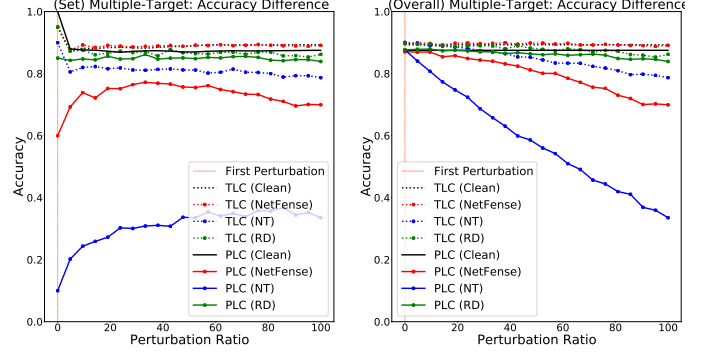 (Set) Multiple-Target: Accuracy Difference
1.0
0.8
0.6
0.4
0.2
0.0
Accuracy
0
20
40
60
80
100
Perturbation Ratio
First Perturbation
TLC (Clean)
TLC (NetFense)
TLC (NT)
TLC (RD)
PLC (Clean)
PLC (NetFense)
PLC (NT)
PLC (RD)
(Overall) Multiple-Target: Accuracy Difference
1.0
0.8
0.6
0.4
0.2
0.0
Accuracy
0
20
40
60
80
100
Perturbation Ratio
First Perturbation
TLC (Clean)
TLC (NetFense)
TLC (NT)
TLC (RD)
PLC (Clean)
PLC (NetFense)
PLC (NT)
PLC (RD)